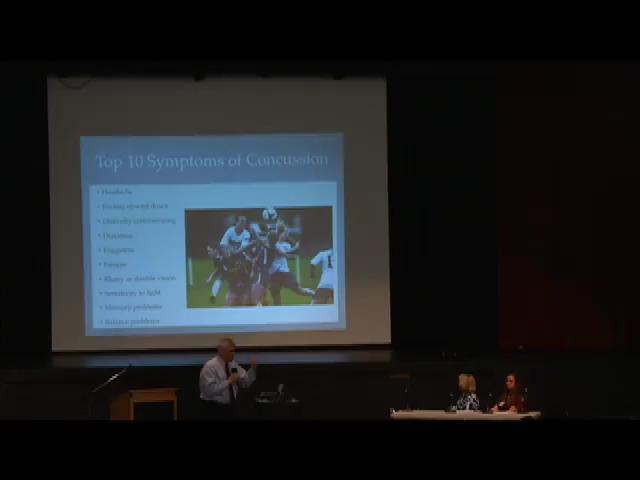 Top 10 Symptoms of Concussion
• Headache
• Feeling slowed down
• Difficulty concentrating
• Dizziness
• Fogginess
• Fatigue
• Blurry or double vision
• Sensitivity to light
• Memory problems
• Balance problems